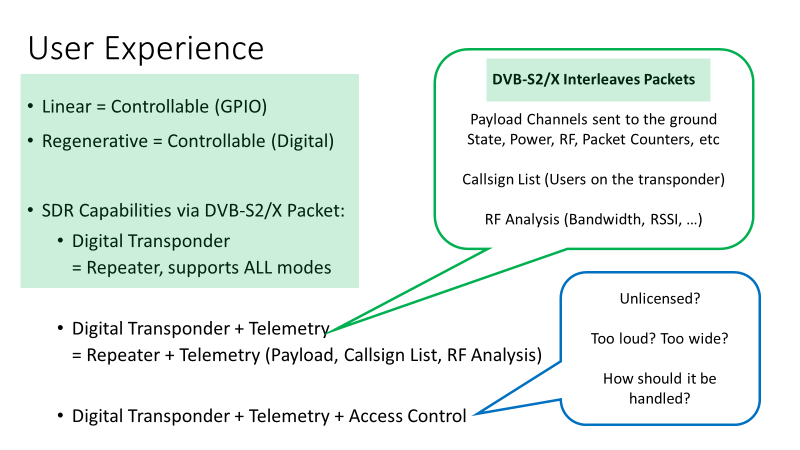 User Experience
• Linear = Controllable (GPIO)
• Regenerative = Controllable (Digital)
• SDR Capabilities via DVB-S2/X Packet:
• Digital Transponder
= Repeater, supports ALL modes
• Digital Transponder + Telemetry
= Repeater + Telemetry (Payload, Callsign List, RF Analysis)
• Digital Transponder + Telemetry + Access Control
DVB-S2/X Interleaves Packets
Payload Channels sent to the ground
State, Power, RF, Packet Counters, etc
Callsign List (Users on the transponder)
RF Analysis (Bandwidth, RSSI, …)
Unlicensed?
Too loud? Too wide?
How should it be
handled?